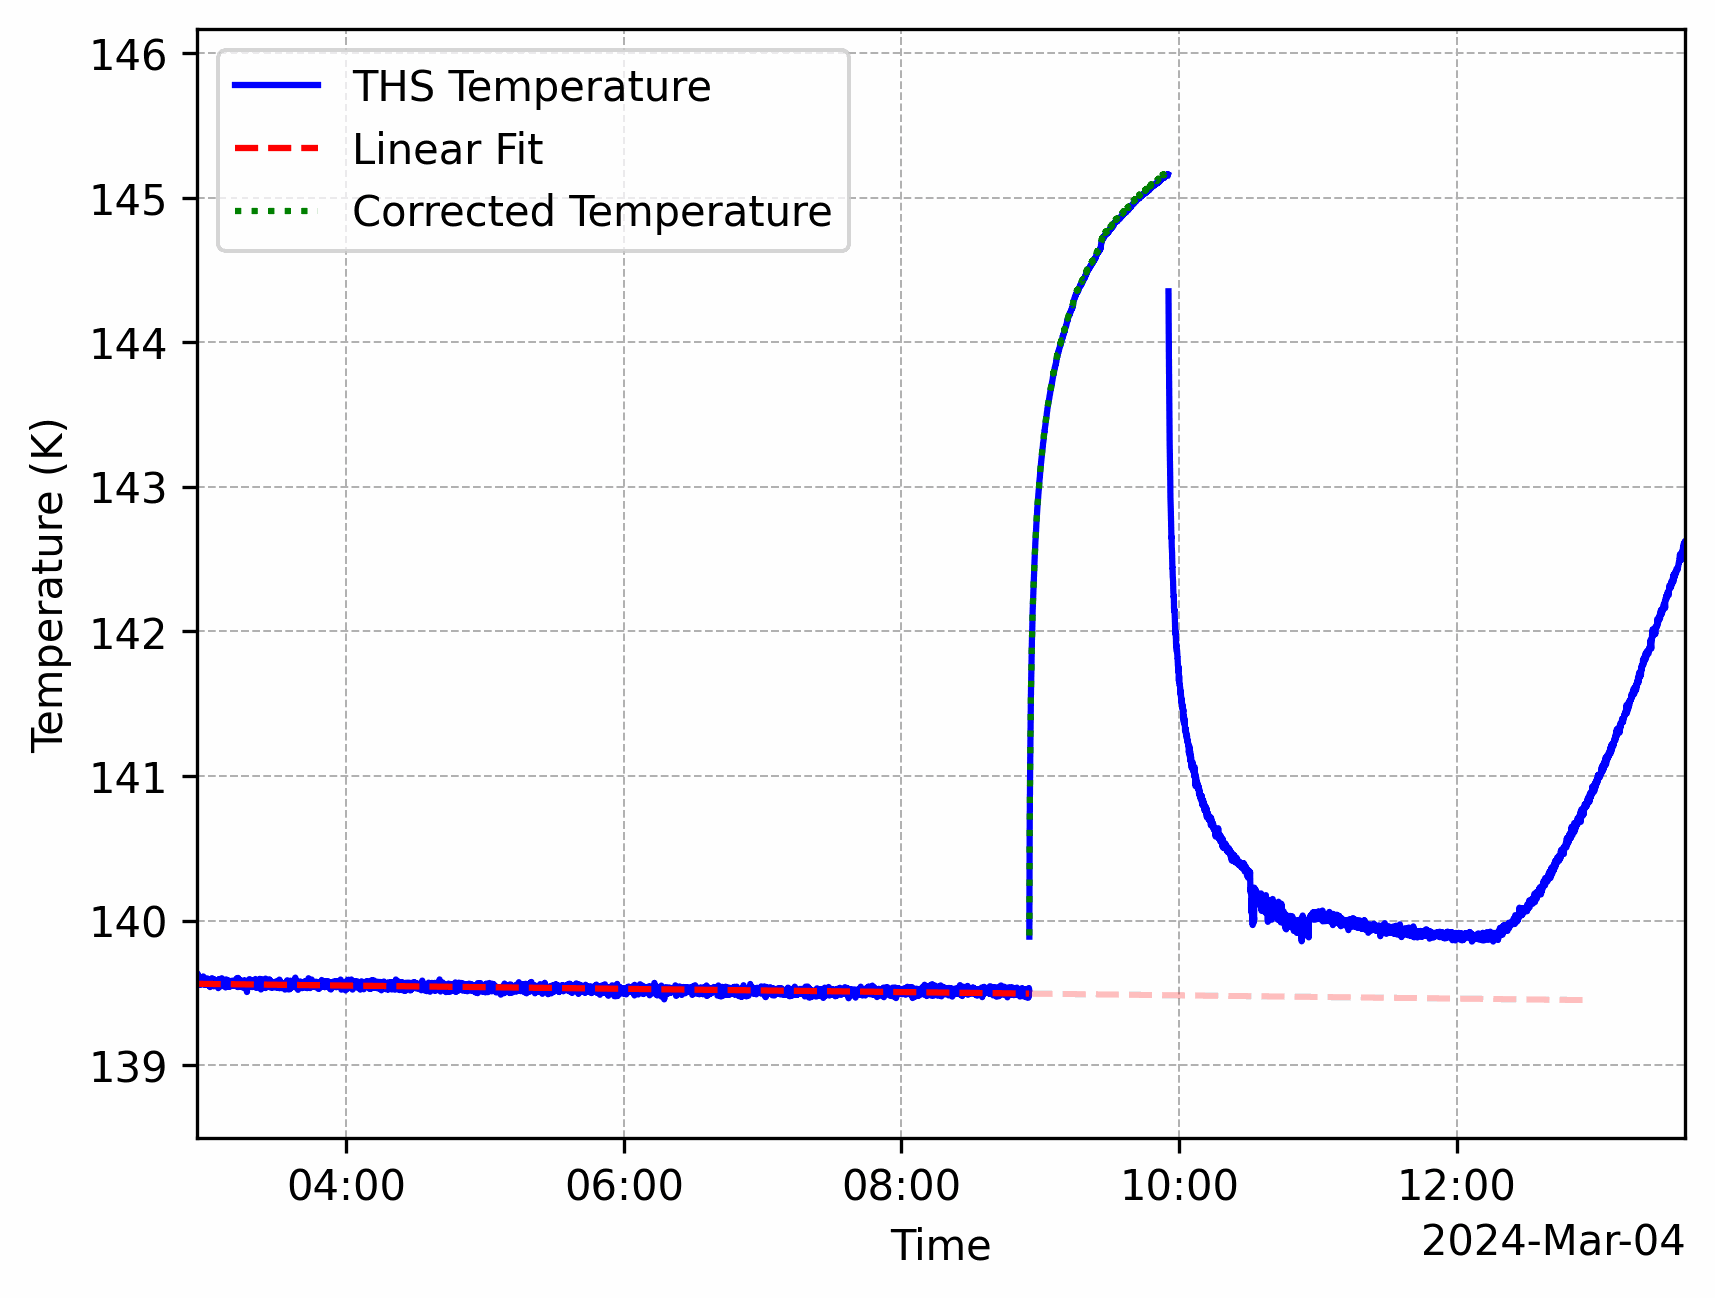 THS Temperature
Linear Fit
Corrected Temperature
146
145
144
143
142
141
140
139
Temperature (K)
04:00 06:00 08:00 10:00 12:00
Time
2024-Mar-04